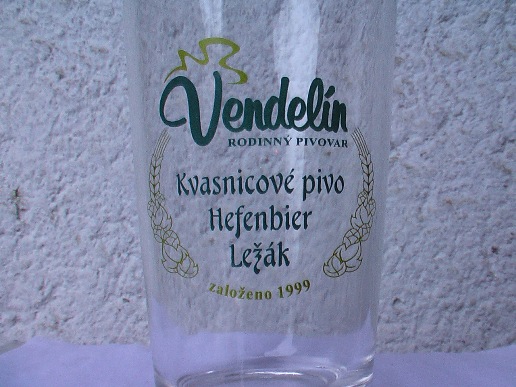 Vendelín
RODINNÝ PIVOVAR
Kvasnicové pivo
Hefenbier
Ležák
založeno 1999